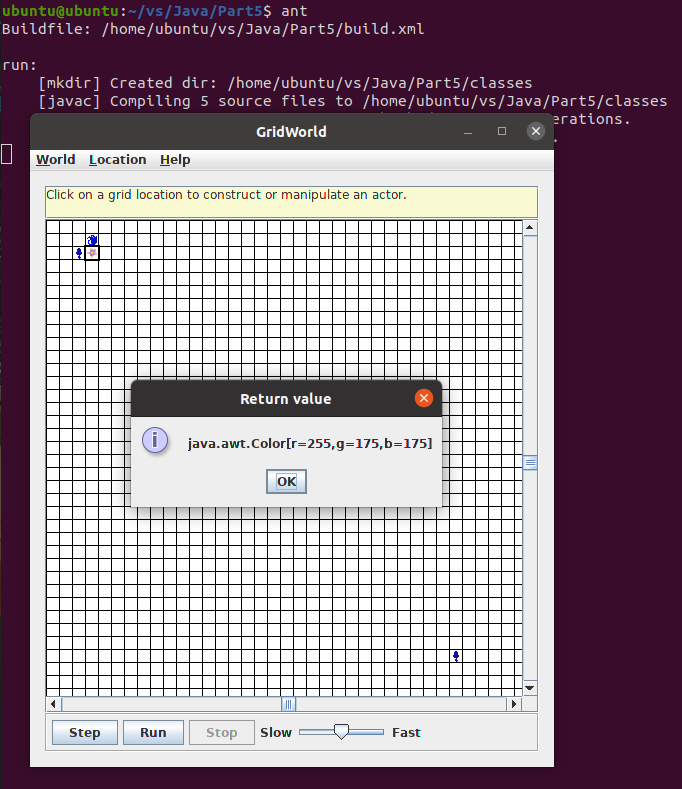 ubuntu@ubuntu:~/vs/Java/Part5$ ant
Buildfile: /home/ubuntu/vs/Java/Part5/build.xml
run:
[mkdir] Created dir: /home/ubuntu/vs/Java/Part5/classes
[javac] Compiling 5 source files to /home/ubuntu/vs/Java/Part5/classes
erations.
GridWorld
World Location Help
Click on a grid location to construct or manipulate an actor.
Return value
java.awt.Color[r=255,g=175,b=175]
OK
Step Run Stop Slow Fast